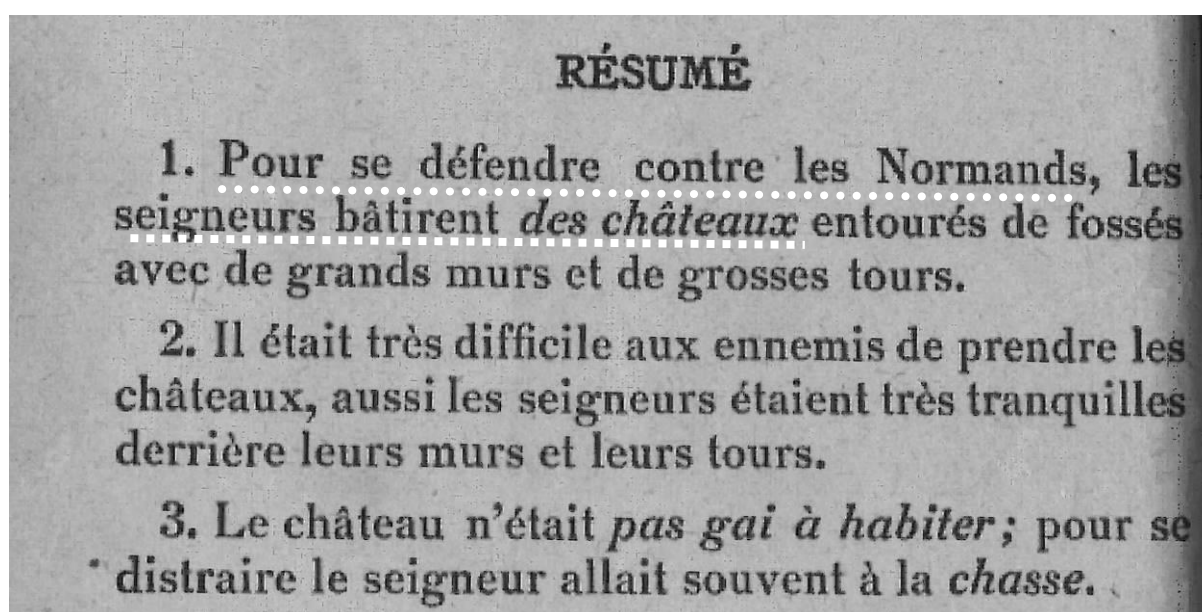 RÉSUMÉ
1. Pour se défendre contre les Normands, les
seigneurs bâtirent des châteaux entourés de fossés
avec de grands murs et de grosses tours.
2. Il était très difficile aux ennemis de prendre les
châteaux, aussi les seigneurs étaient très tranquilles
derrière leurs murs et leurs tours.
3. Le château n'était pas gai à habiter; pour se
distraire le seigneur allait souvent à la chasse.